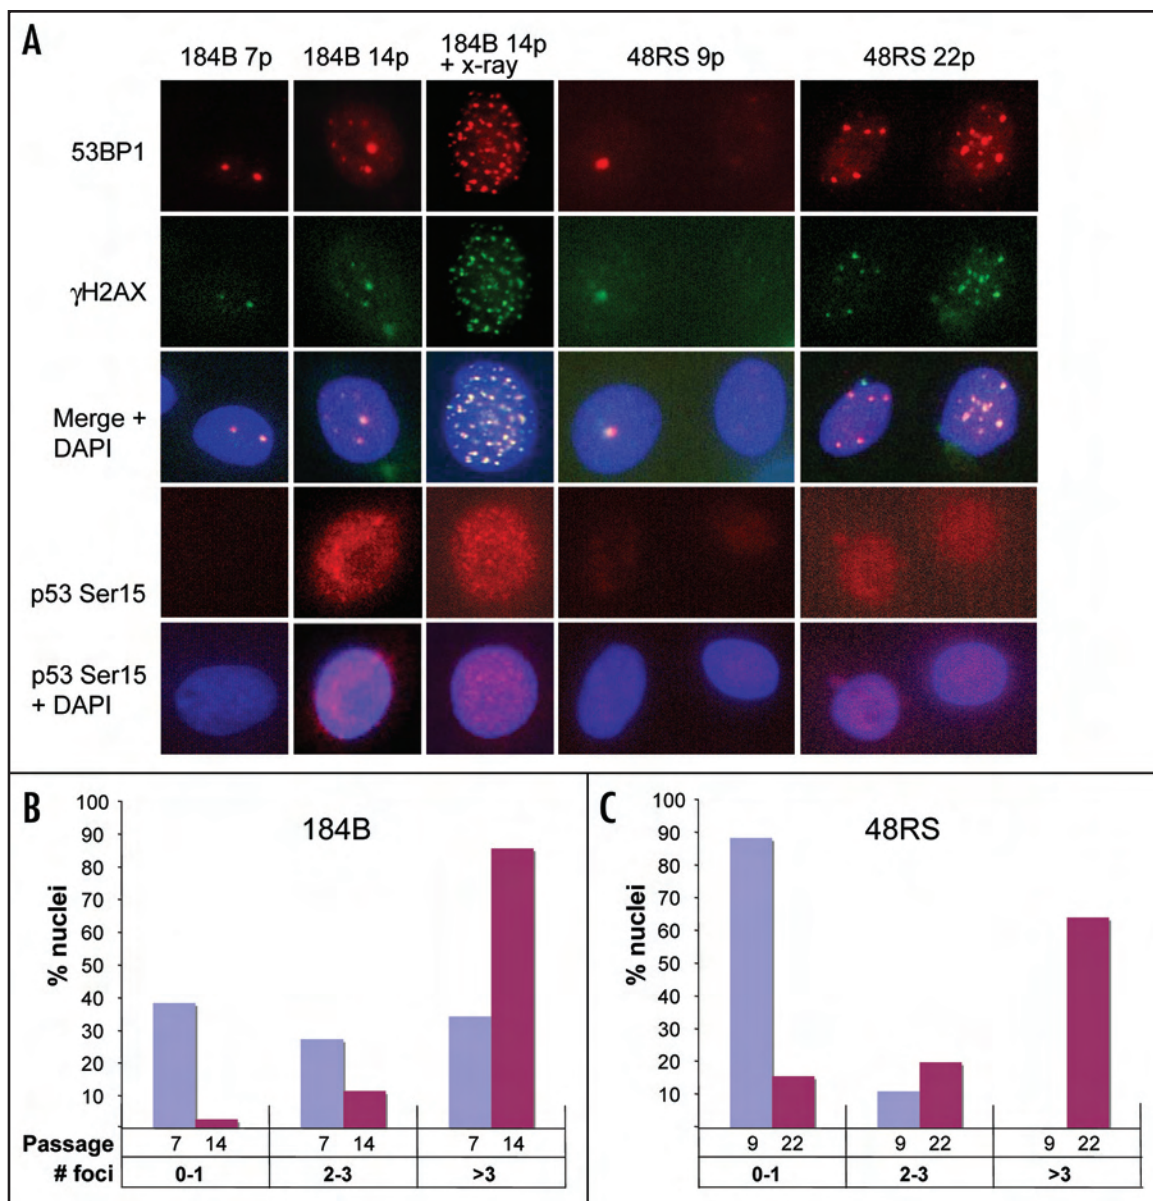 A
184B 7p
184B 14p
184B 14p
+ x-ray
48RS 9p
48RS 22p
53BP1
γH2AX
Merge +
DAPI
p53 Ser15
p53 Ser15
+ DAPI
B
184B
% nuclei
100
90
80
70
60
50
40
30
20
10
Passage 7 14 7 14 7 14
# foci 0-1 2-3 >3
C
48RS
% nuclei
100
90
80
70
60
50
40
30
20
10
9 22 9 22 9 22
0-1 2-3 >3